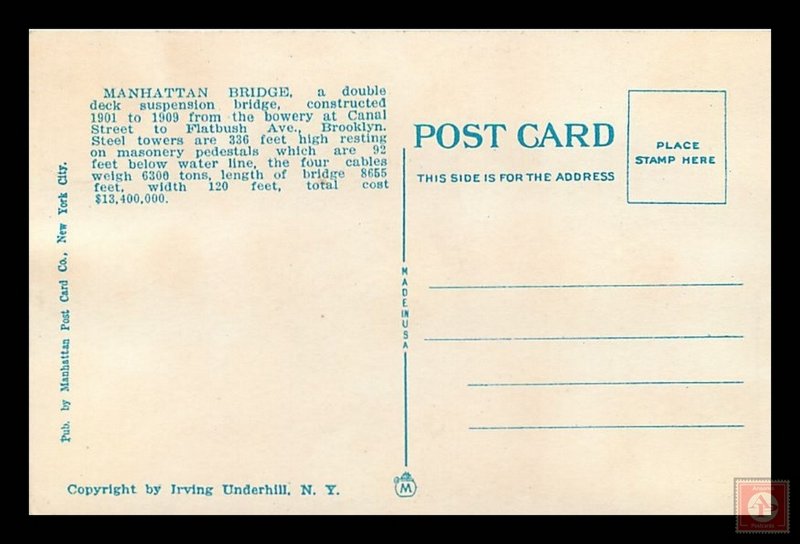 MANHATTAN BRIDGE, a double
deck suspension bridge, constructed
1901 to 1909 from the bowery at Canal
Street to Flatbush Ave., Brooklyn.
Steel towers are 336 feet high resting
on masonery pedestals which are 92
feet below water line, the four cables
weigh 6300 tons, length of bridge 8655
feet, width 120 feet, total cost
$13,400,000.
Pub. by Manhattan Post Card Co., New York City.
Copyright by Irving Underhill, N. Y.
POST CARD
THIS SIDE IS FOR THE ADDRESS
PLACE
STAMP HERE
MADE IN USA
M
Postcards